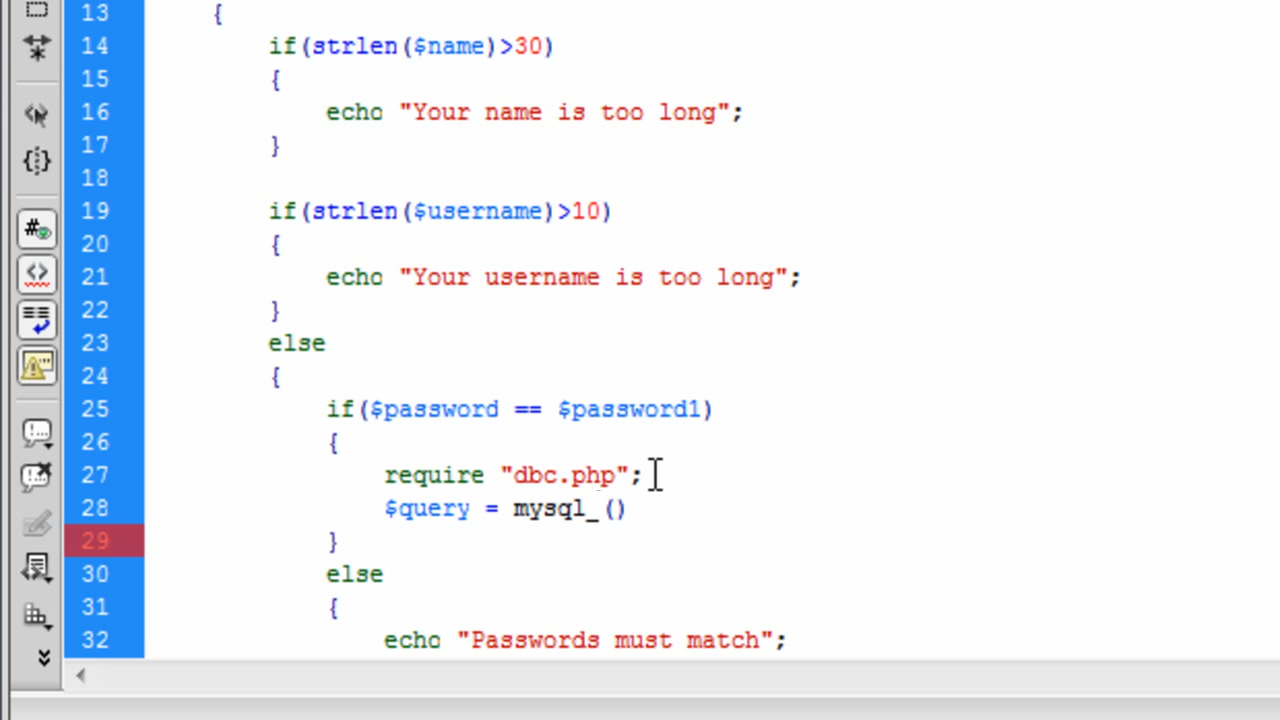 13 {
14 if(strlen($name)>30)
15 {
16 echo "Your name is too long";
17 }
18
19 if(strlen($username)>10)
20 {
21 echo "Your username is too long";
22 }
23 else
24 {
25 if($password == $password1)
26 {
27 require "dbc.php";
28 $query = mysql_()
29 }
30 else
31 {
32 echo "Passwords must match";